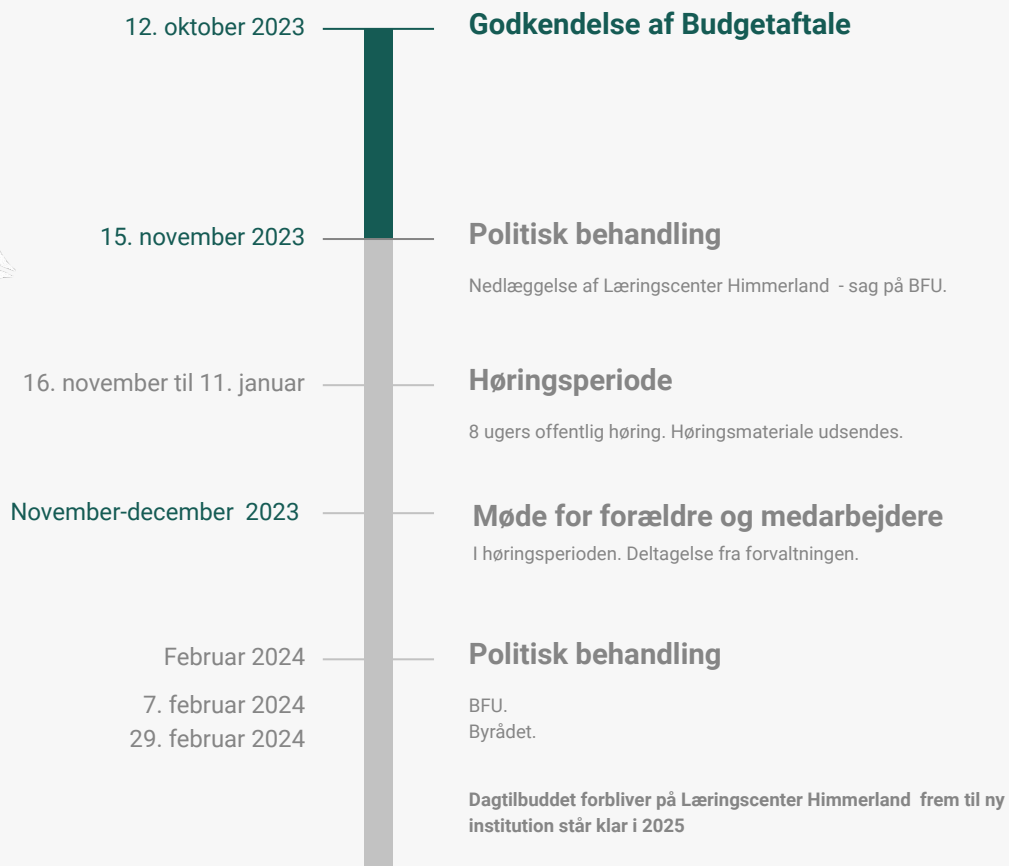 12. oktober 2023
Godkendelse af Budgetaftale
15. november 2023
Politisk behandling
Nedlæggelse af Læringscenter Himmerland - sag på BFU.
16. november til 11. januar
Høringsperiode
8 ugers offentlig høring. Høringsmateriale udsendes.
November-december 2023
Møde for forældre og medarbejdere
I høringsperioden. Deltagelse fra forvaltningen.
Februar 2024
Politisk behandling
7. februar 2024
BFU.
29. februar 2024
Byrådet.
Dagtilbuddet forbliver på Læringscenter Himmerland frem til ny
institution står klar i 2025